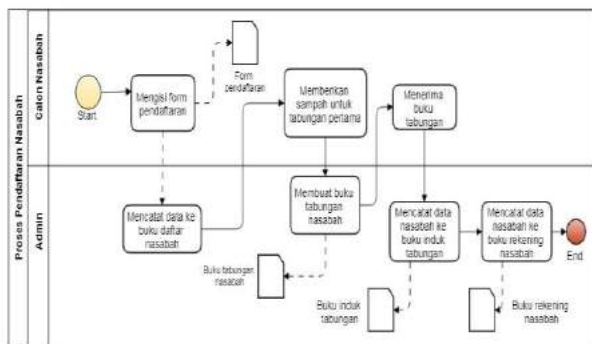 Proses Pendaftaran Nasabah
Calon Nasabah
Start
Mengisi form
pendaftaran
Form
pendaftaran
Memberikan
sampah untuk
tabungan pertama
Menerima
buku
tabungan
Admin
Mencatat data ke
buku daftar
nasabah
Membuat buku
tabungan
nasabah
Buku tabungan
nasabah
Mencatat data
nasabah ke
buku induk
tabungan
Buku induk
tabungan
Mencatat data
nasabah ke
buku rekening
nasabah
Buku rekening
nasabah
End